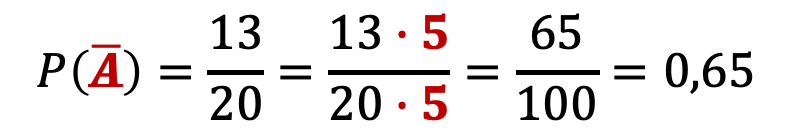 P(A̅) = 13/20 = 13 · 5/20 · 5 = 65/100 = 0,65